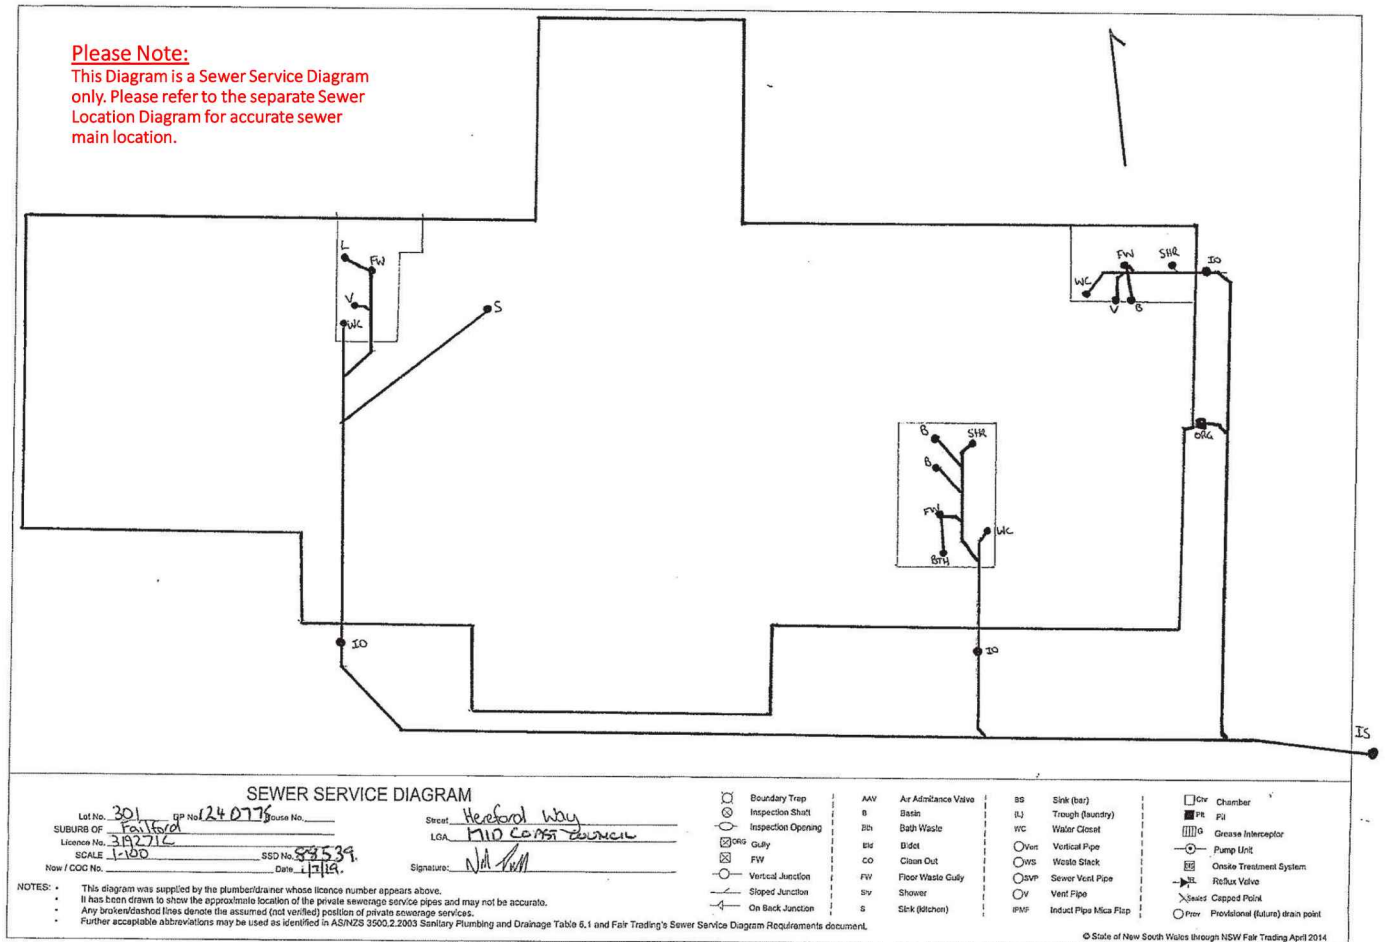 Please Note:
This Diagram is a Sewer Service Diagram
only. Please refer to the separate Sewer
Location Diagram for accurate sewer
main location.
L
FW
V
WC
S
FW
SHR
IO
WC
V
B
ORG
B
SHR
B
FW
WC
BTH
IO
IO
IS
SEWER SERVICE DIAGRAM
Lot No. 301 DP No. 1240776 House No.
SUBURB OF Failford
Licence No. 319271C
SCALE 1-100 SSD No. 88539
Now / COC No. Date 1/7/19.
Street Hereford Way
LGA MID COAST COUNCIL
Signature:
Boundary Trap
Inspection Shaft
Inspection Opening
ORG Gully
FW
Vertical Junction
Sloped Junction
On Back Junction
AAV Air Admitance Valve
B Basin
Bth Bath Waste
Bid Bidet
CO Clean Out
FW Floor Waste Gully
Shower
S Sink (kitchen)
BS Sink (bar)
(L) Trough (laundry)
WC Water Closet
Vert Vertical Pipe
WS Waste Stack
SVP Sewer Vent Pipe
V Vent Pipe
IPMF Induct Pipe Mica Flap
Chr Chamber
Pit Pit
G Grease Interceptor
Pump Unit
Onsite Treatment System
Reflux Valve
Sealed Capped Point
Prov Provisional (future) drain point
NOTES: • This diagram was supplied by the plumber/drainer whose licence number appears above.
• It has been drawn to show the approximate location of the private sewerage service pipes and may not be accurate.
• Any broken/dashed lines denote the assumed (not verified) position of private sewerage services.
• Further acceptable abbreviations may be used as identified in AS/NZS 3500.2.2003 Sanitary Plumbing and Drainage Table 6.1 and Fair Trading's Sewer Service Diagram Requirements document.
© State of New South Wales through NSW Fair Trading April 2014